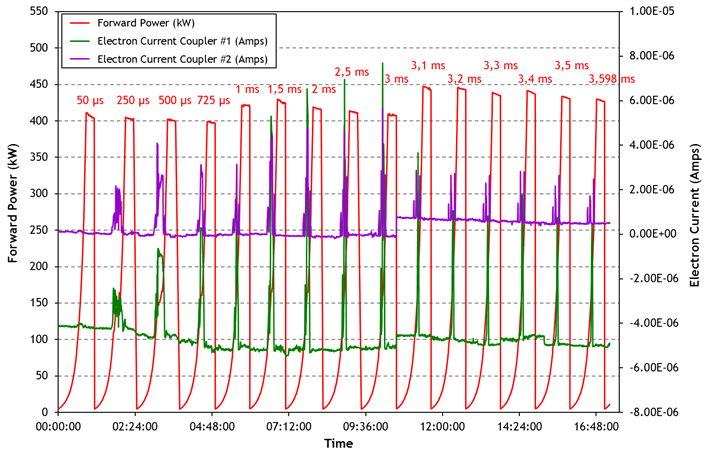 550
500
450
400
350
300
250
200
150
100
50
0
Forward Power (kW)
Forward Power (kW)
Electron Current Coupler #1 (Amps)
Electron Current Coupler #2 (Amps)
50 µs
250 µs
500 µs
725 µs
1 ms
1,5 ms
2 ms
2,5 ms
3 ms
3,1 ms
3,2 ms
3,3 ms
3,4 ms
3,5 ms
3,598 ms
1.00E-05
8.00E-06
6.00E-06
4.00E-06
2.00E-06
0.00E+00
-2.00E-06
-4.00E-06
-6.00E-06
-8.00E-06
Electron Current (Amps)
00:00:00 02:24:00 04:48:00 07:12:00 09:36:00 12:00:00 14:24:00 16:48:00
Time